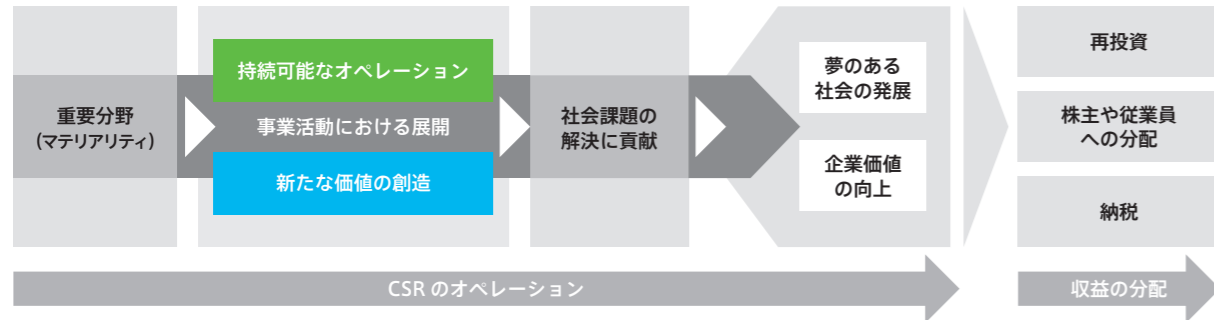 重要分野
(マテリアリティ)
持続可能なオペレーション
事業活動における展開
新たな価値の創造
社会課題の
解決に貢献
夢のある
社会の発展
企業価値
の向上
再投資
株主や従業員
への分配
納税
CSR のオペレーション
収益の分配